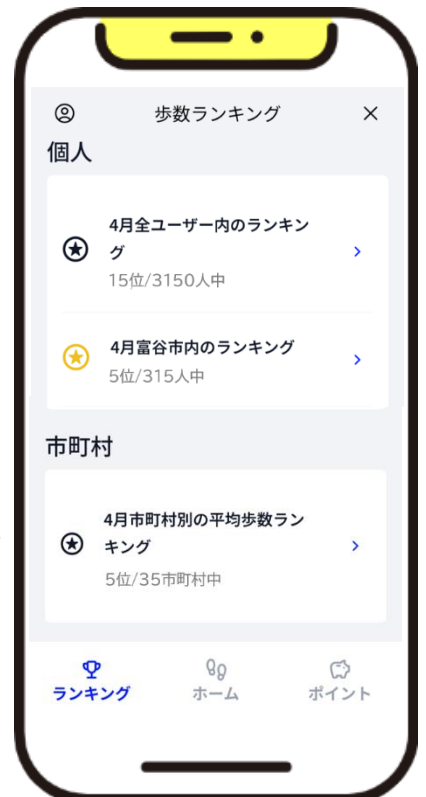 歩数ランキング
個人
4月全ユーザー内のランキン
グ
15位/3150人中
4月富谷市内のランキング
5位/315人中
市町村
4月市町村別の平均歩数ラン
キング
5位/35市町村中
ランキング
ホーム
ポイント